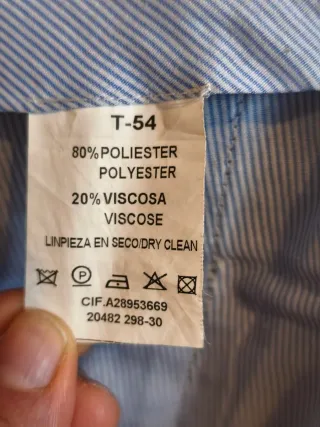 T-54
80% POLIESTER
POLYESTER
20% VISCOSA
VISCOSE
LINPIEZA EN SECO/DRY CLEAN
P
CIF.A28953669
20482 298-30